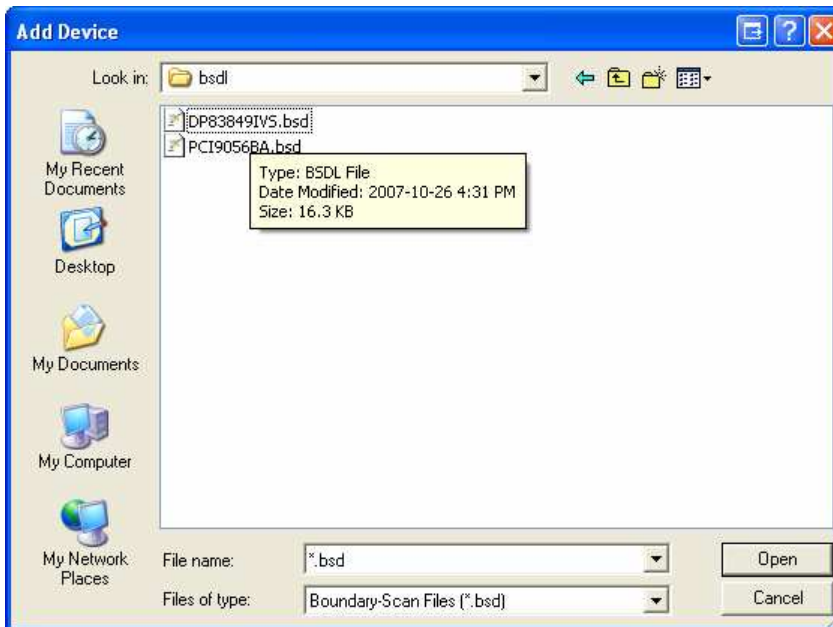 Add Device
Look in:
bsdl
My Recent
Documents
Desktop
My Documents
My Computer
My Network
Places
DP83849IVS.bsd
PCI9056BA.bsd
Type: BSDL File
Date Modified: 2007-10-26 4:31 PM
Size: 16.3 KB
File name:
*.bsd
Open
Files of type:
Boundary-Scan Files (*.bsd)
Cancel